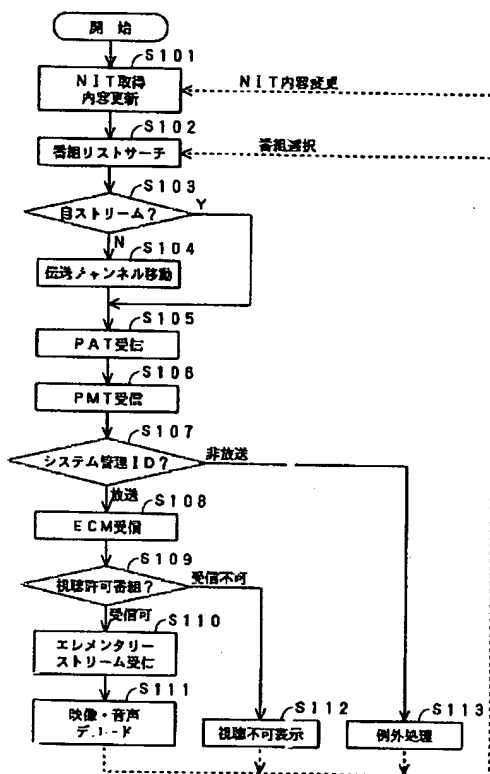 開始
S101
NIT取得
内容更新
NIT内容変更
S102
番組リストサーチ
番組選択
S103
自ストリーム?
Y
N
S104
伝送チャンネル移動
S105
PAT受信
S106
PMT受信
S107
システム管理ID?
非放送
放送
S108
ECM受信
S109
視聴許可番組?
受信不可
受信可
S110
エレメンタリー
ストリーム受信
S111
映像・音声
デコード
S112
視聴不可表示
S113
例外処理